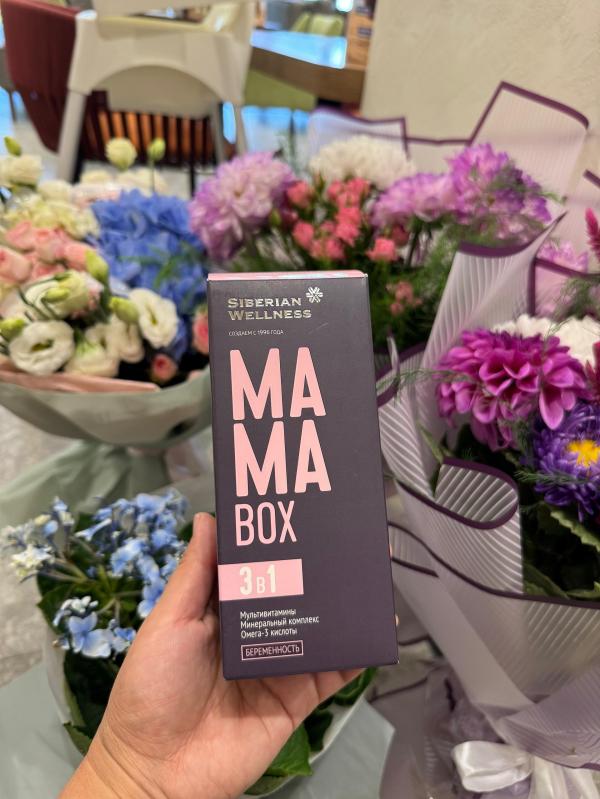 SIBERIAN
WELLNESS
СОЗДАЕМ С 1996 ГОДА
MA
MA
BOX
3 в 1
Мультивитамины
Минеральный комплекс
Омега-3 кислоты
БЕРЕМЕННОСТЬ